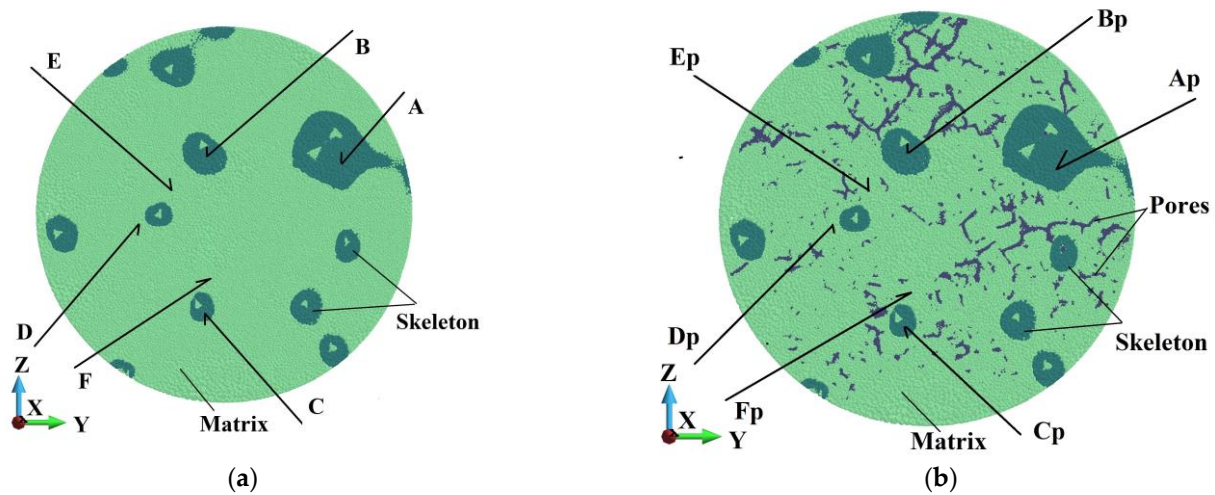 B
E
A
Skeleton
D
Z
F
X
Y
Matrix
C
(a)
Bp
Ep
Ap
Pores
Dp
Skeleton
Z
Fp
X
Y
Matrix
Cp
(b)